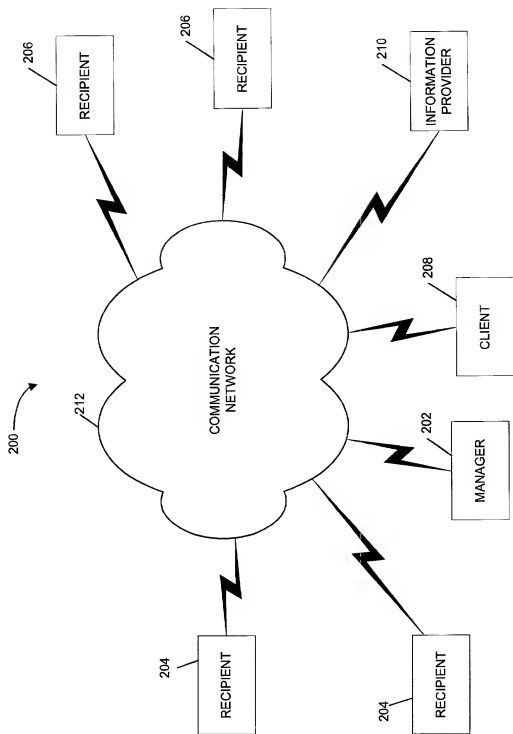 200
212
COMMUNICATION
NETWORK
204
RECIPIENT
204
RECIPIENT
202
MANAGER
208
CLIENT
210
INFORMATION
PROVIDER
206
RECIPIENT
206
RECIPIENT